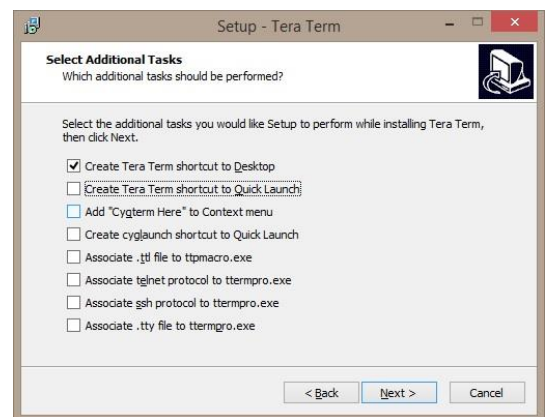 Setup - Tera Term
Select Additional Tasks
Which additional tasks should be performed?
Select the additional tasks you would like Setup to perform while installing Tera Term,
then click Next.
Create Tera Term shortcut to Desktop
Create Tera Term shortcut to Quick Launch
Add "Cygterm Here" to Context menu
Create cyglaunch shortcut to Quick Launch
Associate .ttl file to ttpmacro.exe
Associate telnet protocol to ttermpro.exe
Associate ssh protocol to ttermpro.exe
Associate .tty file to ttermpro.exe
< Back Next > Cancel